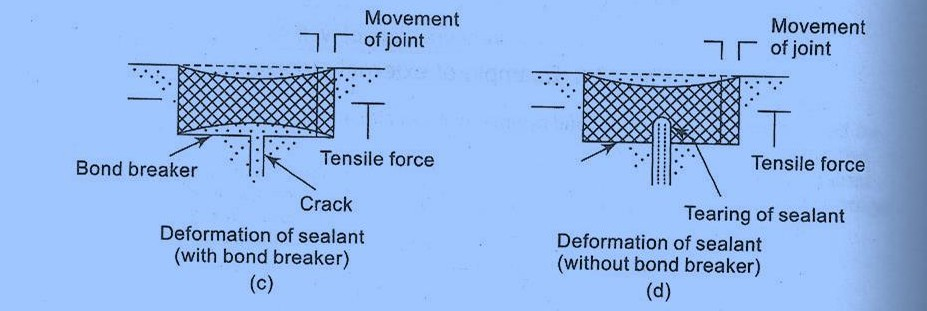 Movement
of joint
Bond breaker
Tensile force
Crack
Deformation of sealant
(with bond breaker)
(c)
Movement
of joint
Tensile force
Tearing of sealant
Deformation of sealant
(without bond breaker)
(d)